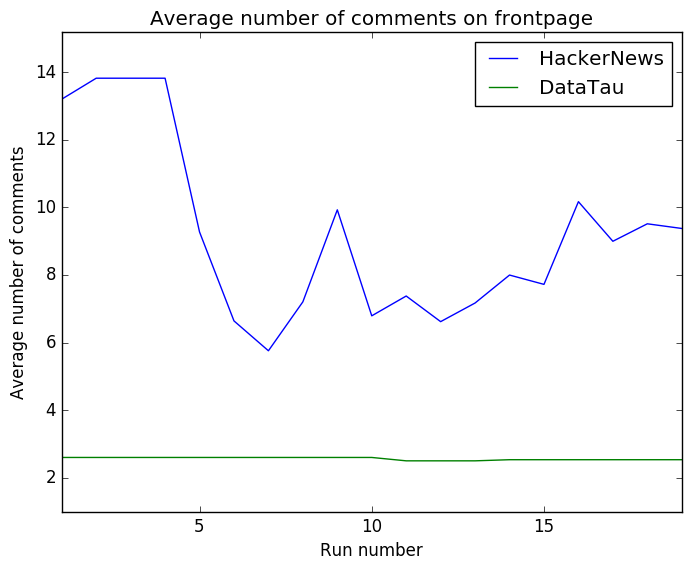 Average number of comments on frontpage
HackerNews
DataTau
Average number of comments
14
12
10
8
6
4
2
5
10
15
Run number